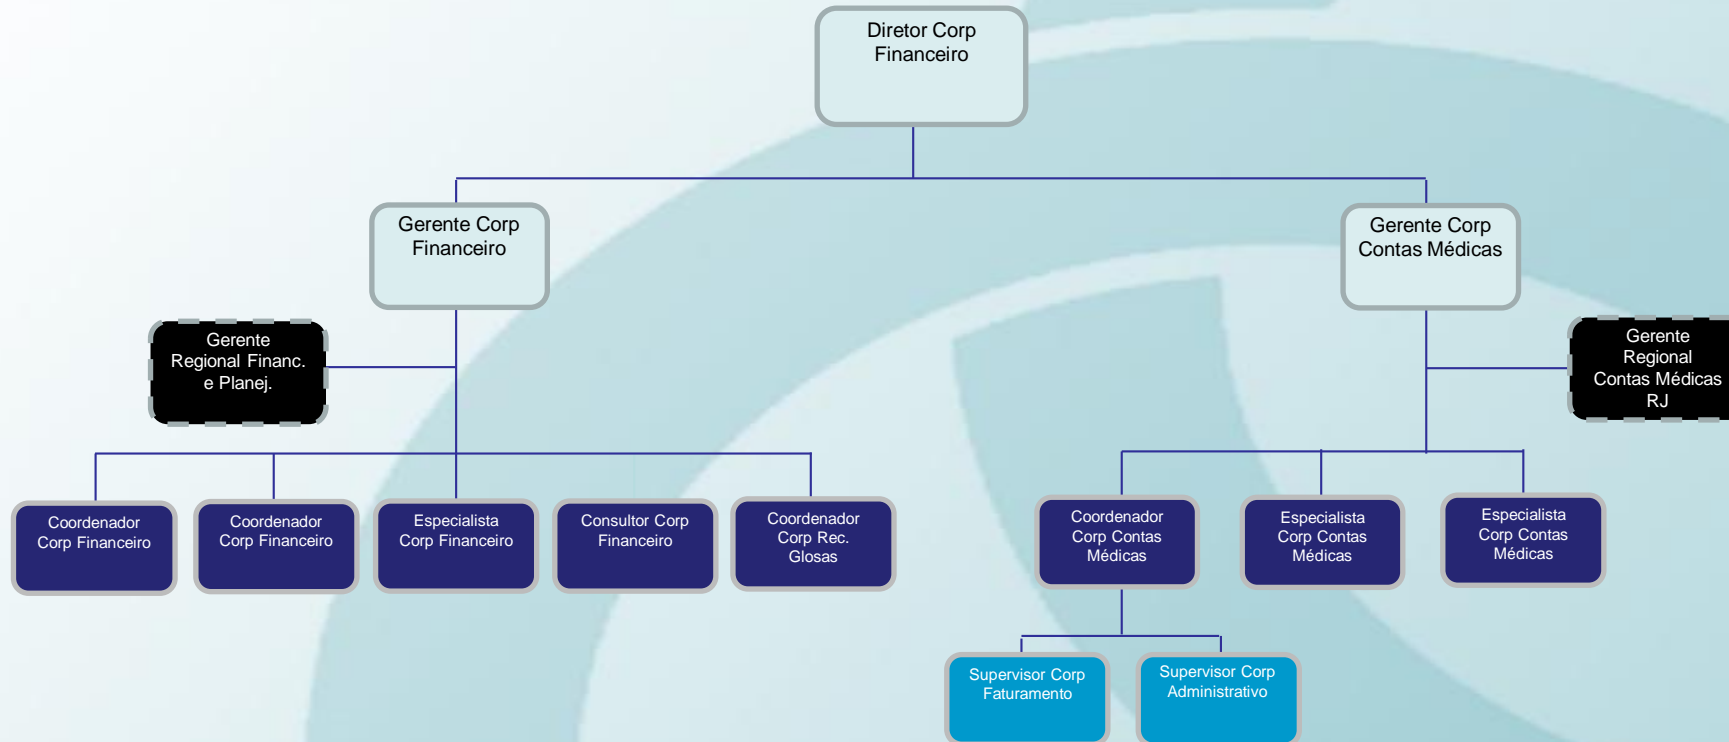 Diretor Corp
Financeiro
Gerente Corp
Financeiro
Gerente Corp
Contas Médicas
Gerente
Regional Financ.
e Planej.
Gerente
Regional
Contas Médicas
RJ
Coordenador
Corp Financeiro
Coordenador
Corp Financeiro
Especialista
Corp Financeiro
Consultor Corp
Financeiro
Coordenador
Corp Rec.
Glosas
Coordenador
Corp Contas
Médicas
Especialista
Corp Contas
Médicas
Especialista
Corp Contas
Médicas
Supervisor Corp
Faturamento
Supervisor Corp
Administrativo